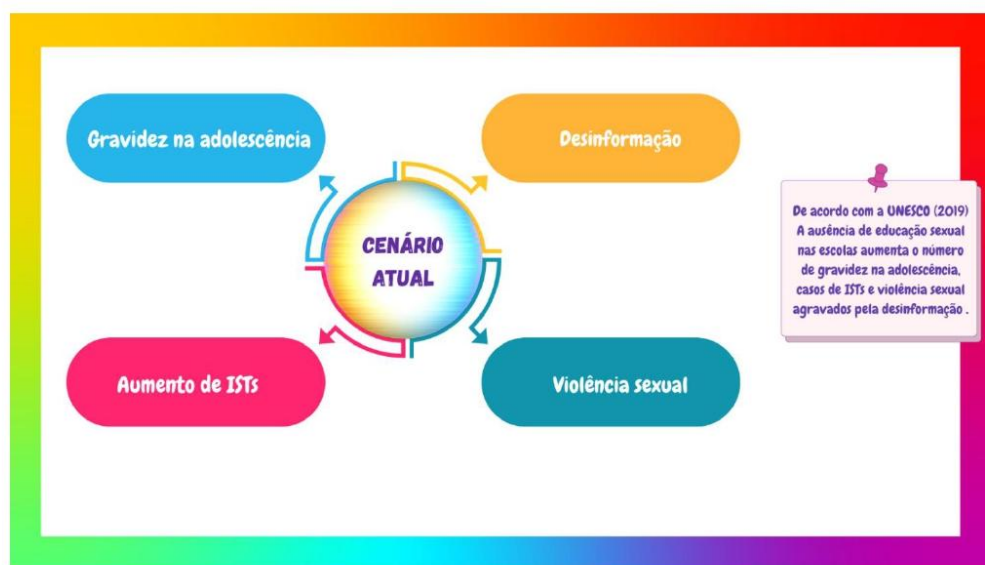 Gravidez na adolescência
Desinformação
CENÁRIO
ATUAL
Aumento de ISTs
Violência sexual
De acordo com a UNESCO (2019)
A ausência de educação sexual
nas escolas aumenta o número
de gravidez na adolescência,
casos de ISTs e violência sexual
agravados pela desinformação .